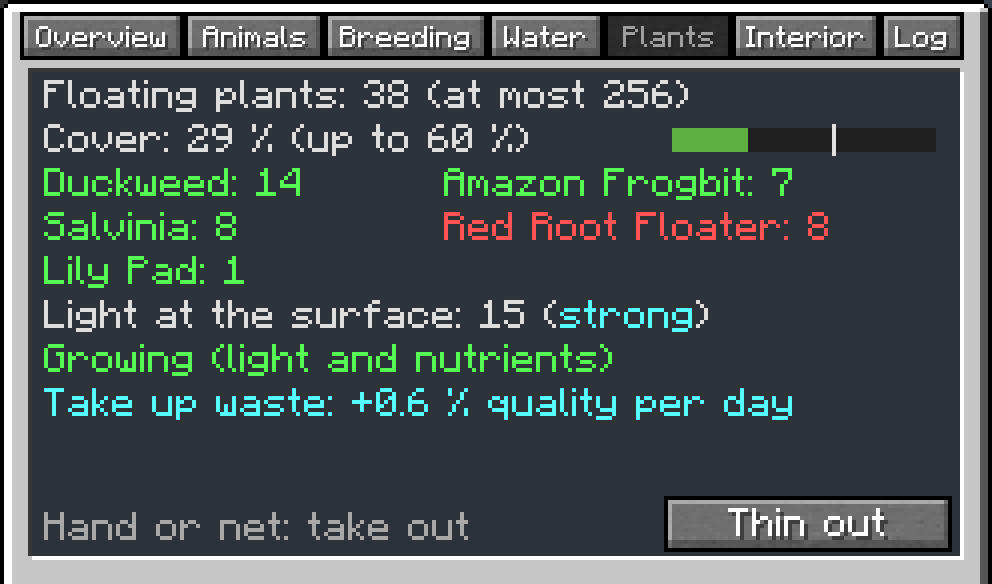 Overview Animals Breeding Water Plants Interior Log
Floating plants: 38 (at most 256)
Cover: 29 % (up to 60 %)
Duckweed: 14 Amazon Frogbit: 7
Salvinia: 8 Red Root Floater: 8
Lily Pad: 1
Light at the surface: 15 (strong)
Growing (light and nutrients)
Take up waste: +0.6 % quality per day
Hand or net: take out Thin out